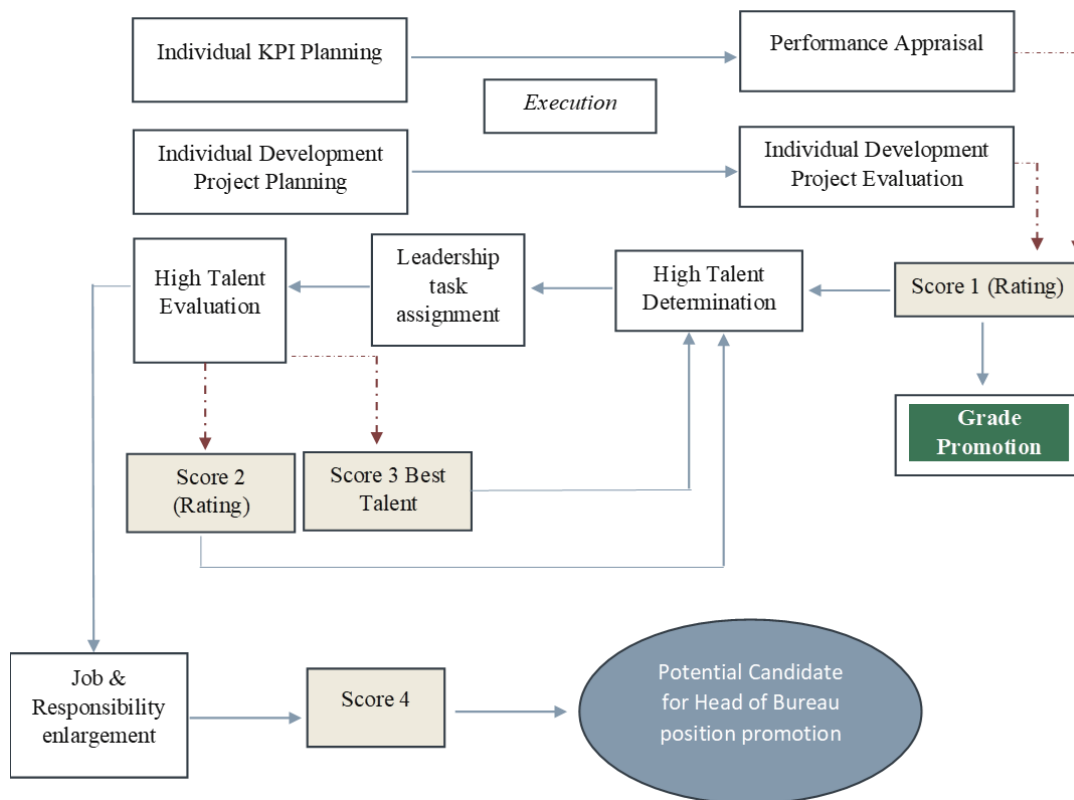 Individual KPI Planning
Performance Appraisal
Execution
Individual Development
Project Planning
Individual Development
Project Evaluation
High Talent
Evaluation
Leadership
task
assignment
High Talent
Determination
Score 1 (Rating)
Grade
Promotion
Score 2
(Rating)
Score 3 Best
Talent
Job &
Responsibility
enlargement
Score 4
Potential Candidate
for Head of Bureau
position promotion